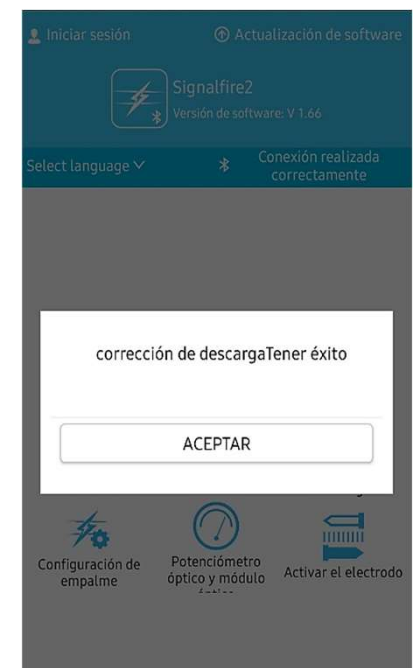 Iniciar sesión
Actualización de software
Signalfire2
Versión de software: V 1.66
Select language
Conexión realizada
correctamente
corrección de descargaTener éxito
ACEPTAR
Configuración de
empalme
Potenciómetro
óptico y módulo
Activar el electrodo